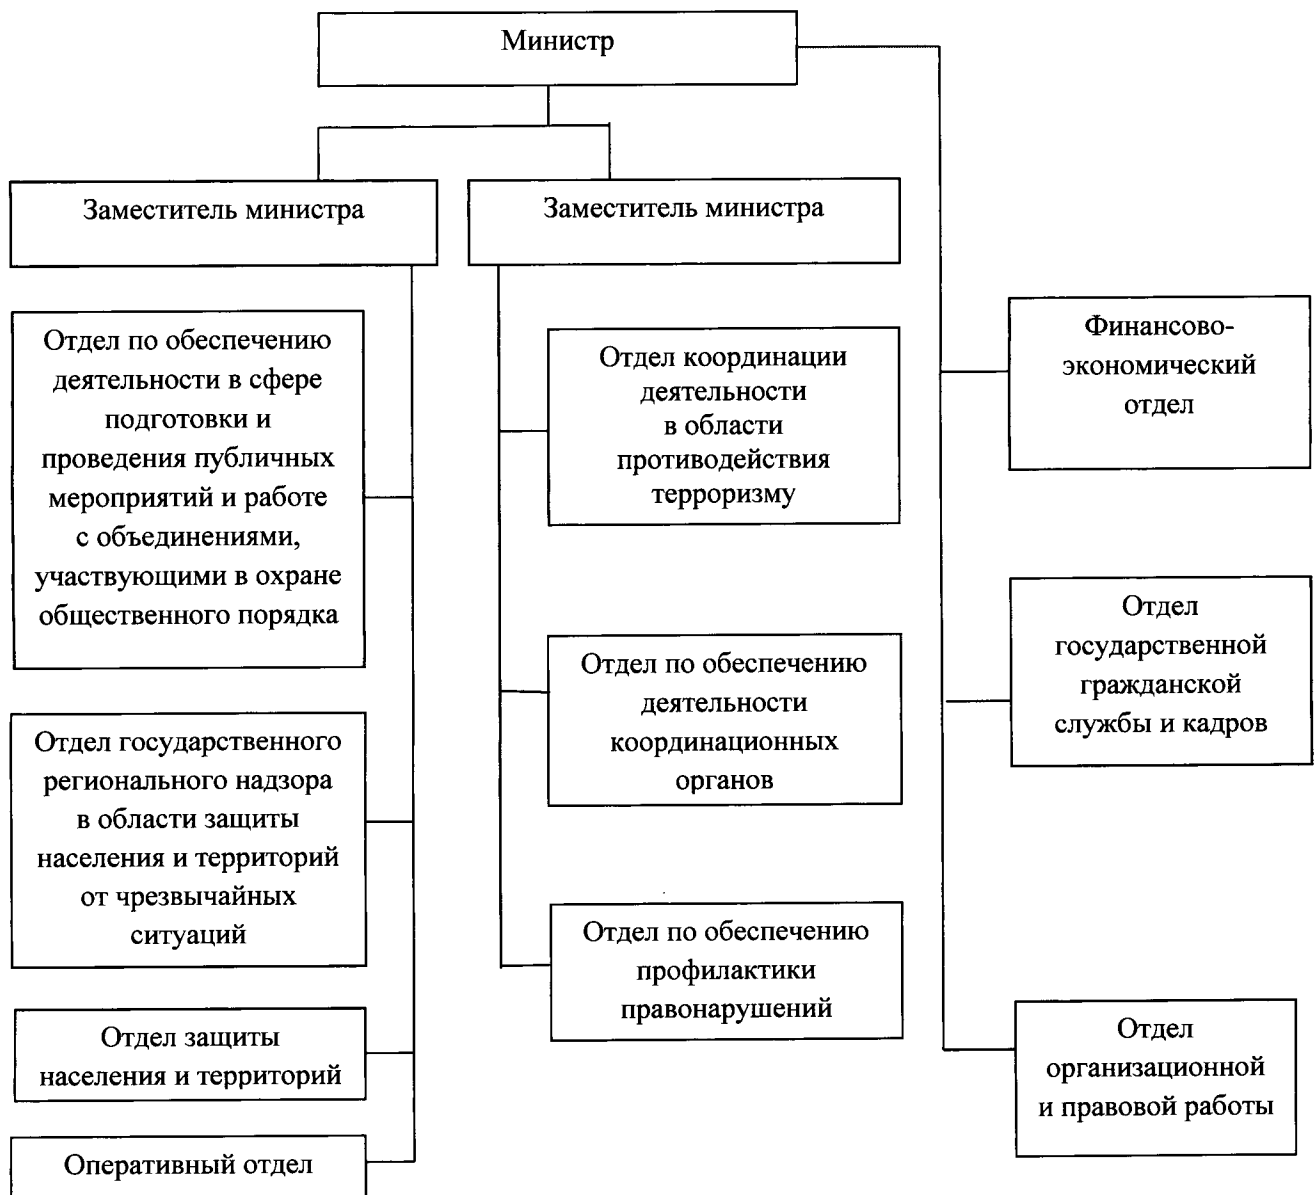 Министр
Заместитель министра
Заместитель министра
Отдел по обеспечению
деятельности в сфере
подготовки и
проведения публичных
мероприятий и работе
с объединениями,
участвующими в охране
общественного порядка
Отдел государственного
регионального надзора
в области защиты
населения и территорий
от чрезвычайных
ситуаций
Отдел защиты
населения и территорий
Оперативный отдел
Отдел координации
деятельности
в области
противодействия
терроризму
Отдел по обеспечению
деятельности
координационных
органов
Отдел по обеспечению
профилактики
правонарушений
Финансово-
экономический
отдел
Отдел
государственной
гражданской
службы и кадров
Отдел
организационной
и правовой работы